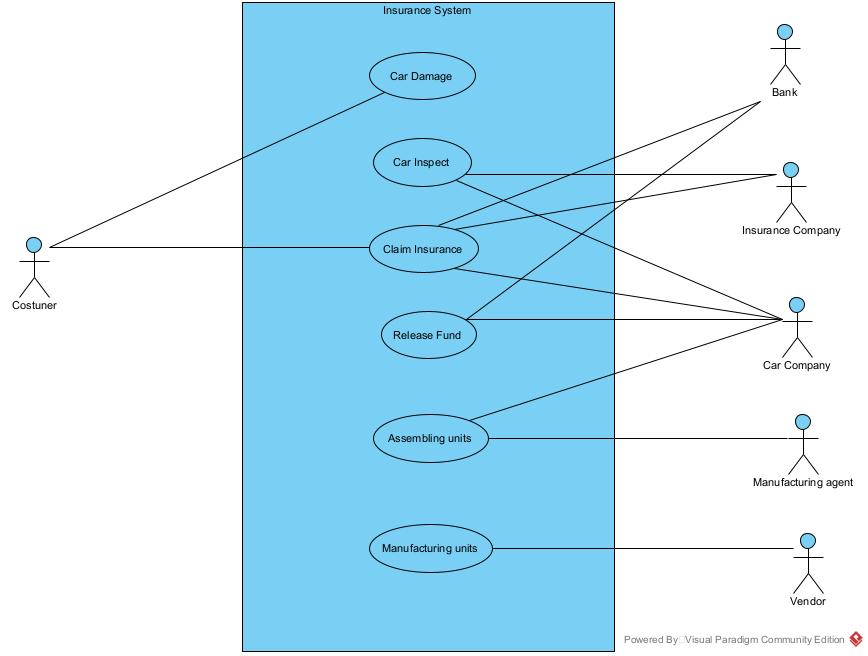 Insurance System
Car Damage
Bank
Car Inspect
Insurance Company
Claim Insurance
Costuner
Release Fund
Car Company
Assembling units
Manufacturing agent
Manufacturing units
Vendor
Powered By Visual Paradigm Community Edition